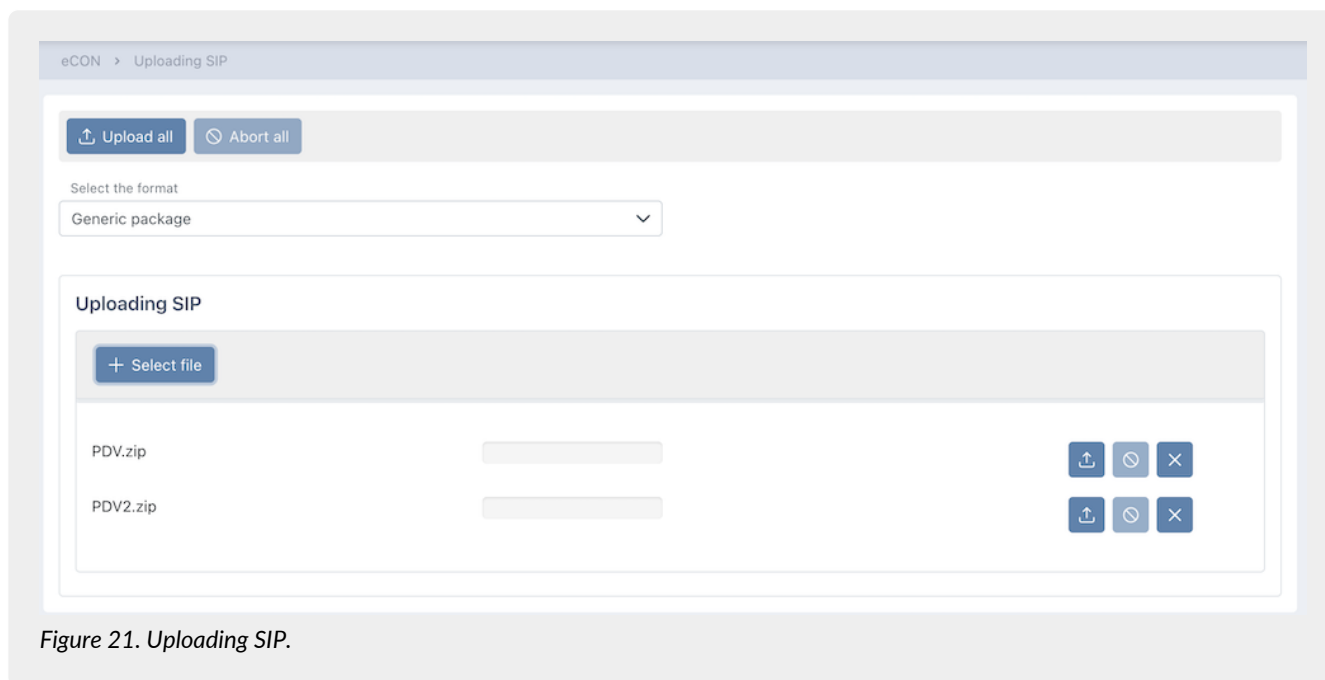 eCON > Uploading SIP
Upload all Abort all
Select the format
Generic package
Uploading SIP
+ Select file
PDV.zip
PDV2.zip
Figure 21. Uploading SIP.